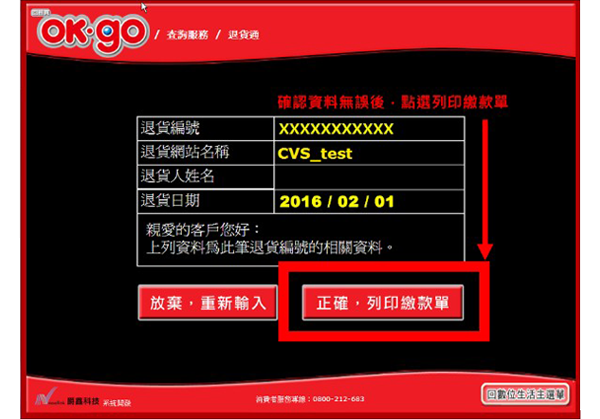 OK·go / 查詢服務 / 退貨通
確認資料無誤後，點選列印繳款單
退貨編號 XXXXXXXXXXX
退貨網站名稱 CVS_test
退貨人姓名
退貨日期 2016 / 02 / 01
親愛的客戶您好：
上列資料為此筆退貨編號的相關資料。
放棄，重新輸入 正確，列印繳款單
系統開發 消費者服務專線：0800-212-683 回數位生活主選單